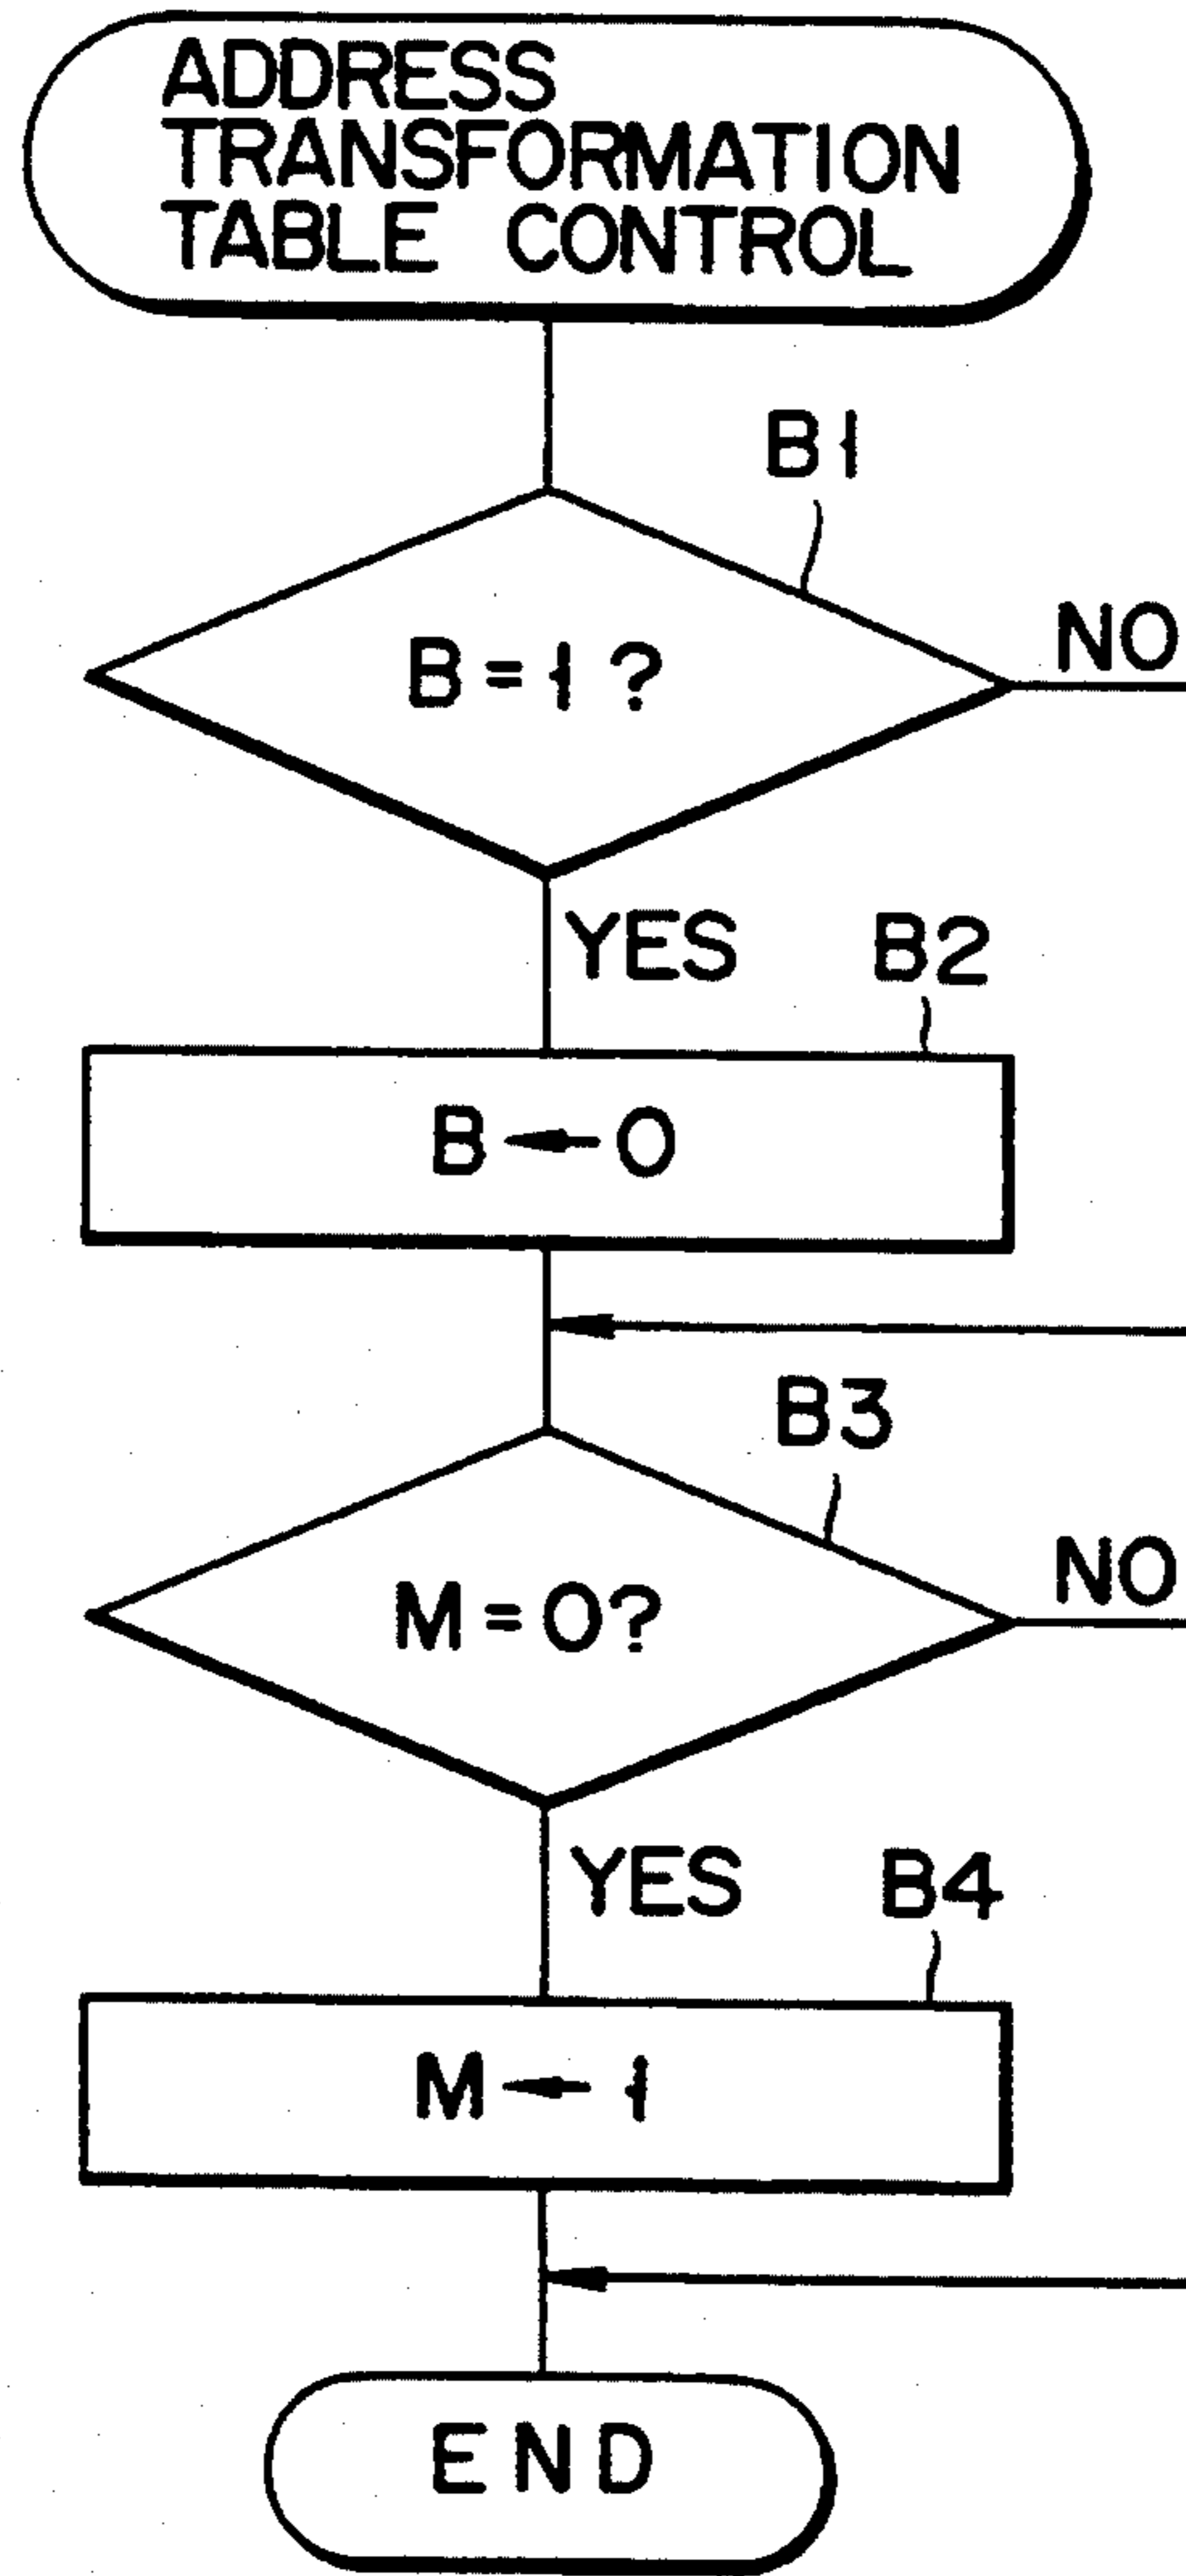 ADDRESS
TRANSFORMATION
TABLE CONTROL
B1
B=1?
NO
YES
B2
B←0
B3
M=0?
NO
YES
B4
M←1
END